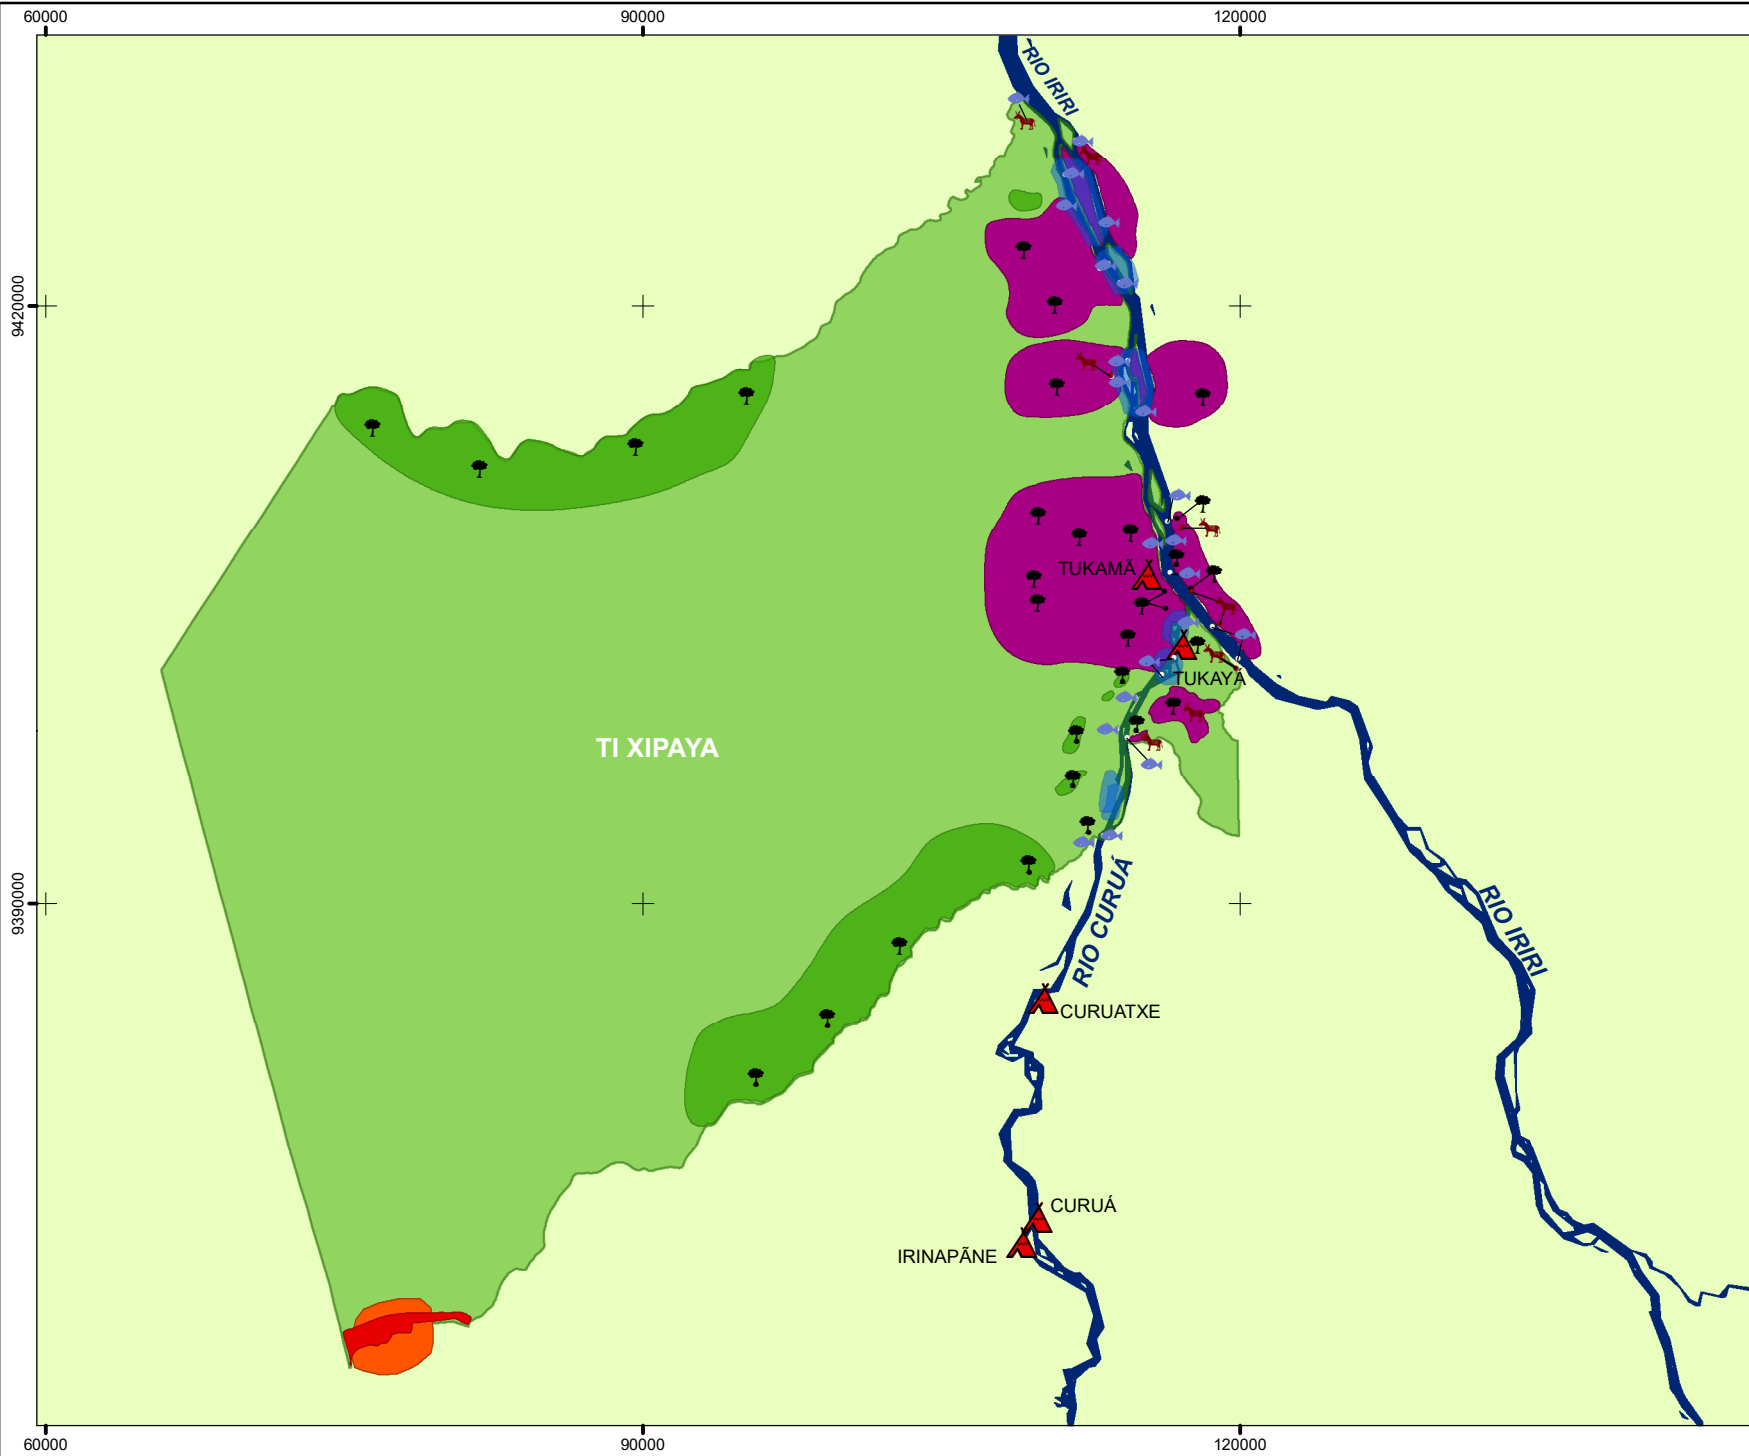 60000 90000 120000
RIO IRIRI
9420000
TUKAMÃ
TUKAYÁ
TI XIPAYA
RIO CURUÁ
9390000
RIO IRIRI
CURUATXE
CURUÁ
IRINAPÃNE
60000 90000 120000